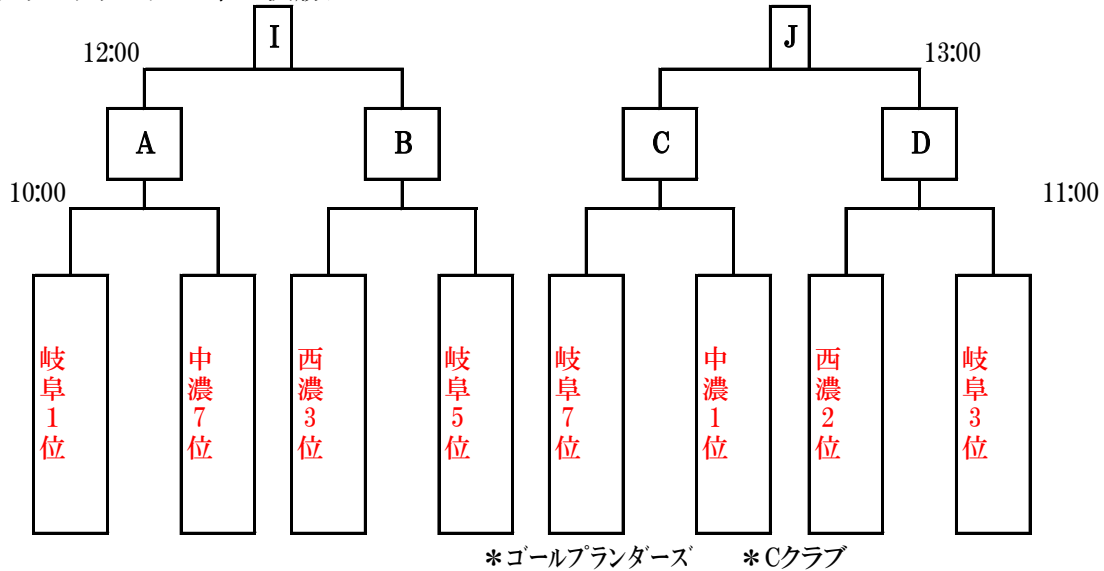 I
J
12:00
13:00
A
B
C
D
10:00
11:00
岐阜1位
中濃7位
西濃3位
岐阜5位
岐阜7位
中濃1位
西濃2位
岐阜3位
＊ゴールプランダーズ
＊Cクラブ